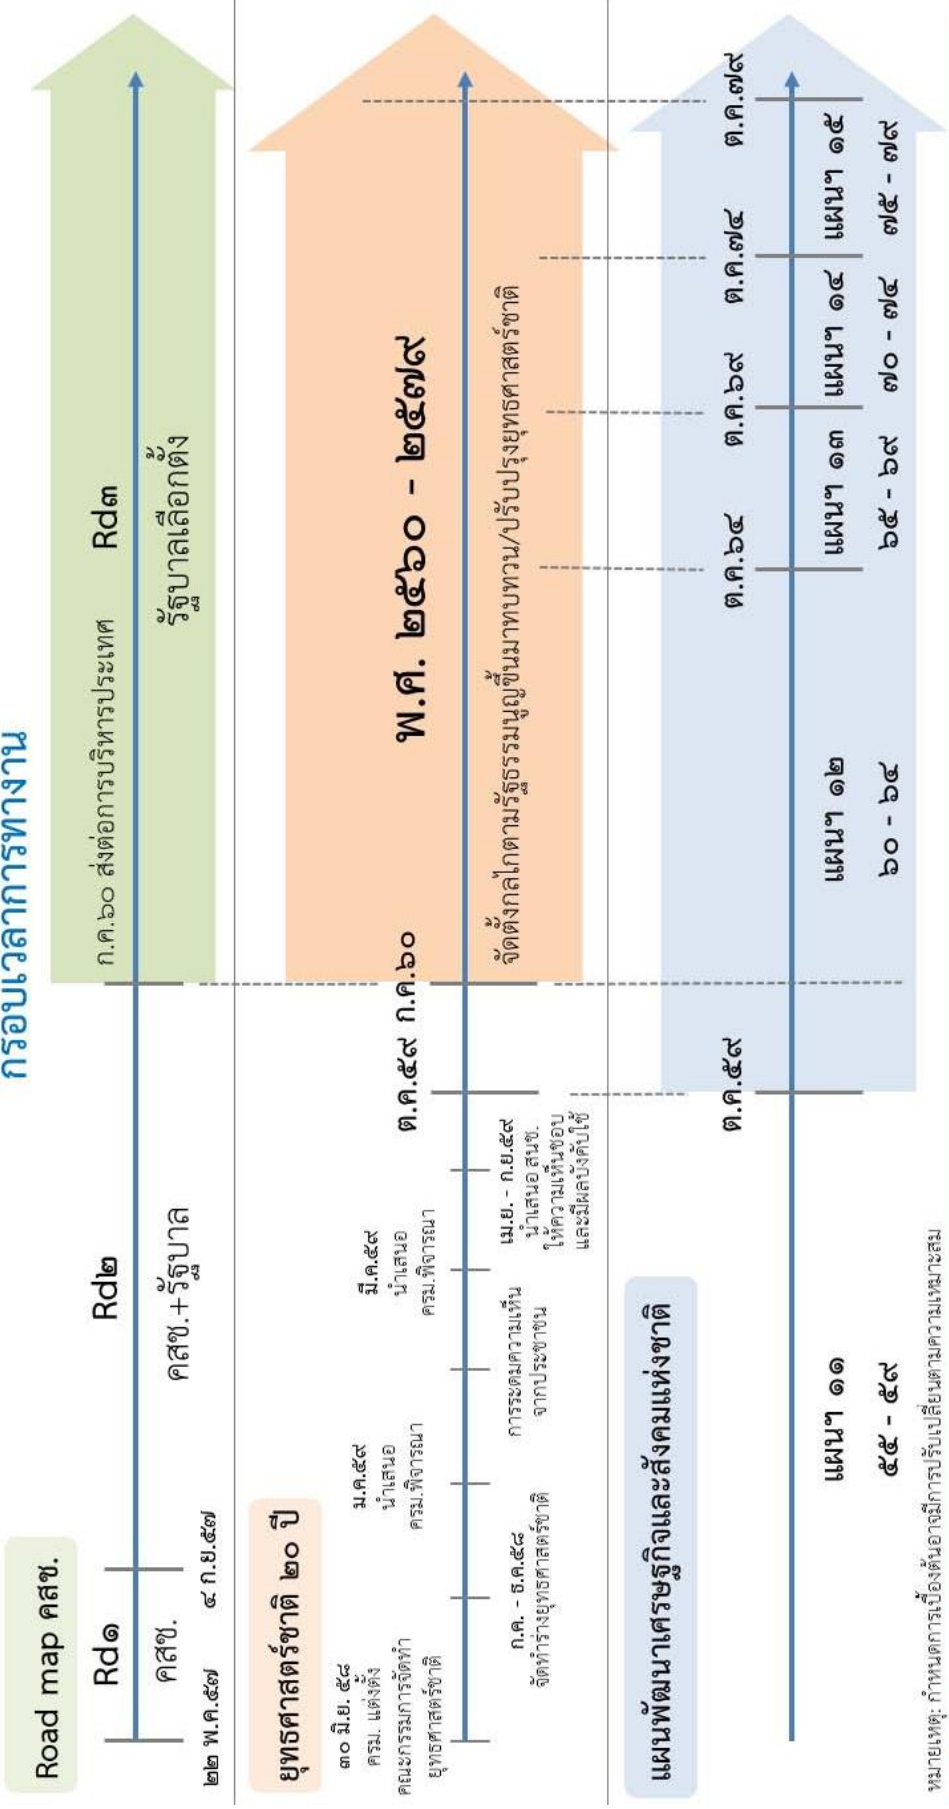 กรอบเวลาการทำงาน
Road map คสช.
Rd๑
Rd๒
ก.ค.๖๐ ส่งต่อการบริหารประเทศ
Rd๓
คสช.
คสช.+รัฐบาล
รัฐบาลเลือกตั้ง
๒๒ พ.ค.๕๗
๔ ก.ย.๕๗
ยุทธศาสตร์ชาติ ๒๐ ปี
๓๐ มิ.ย. ๕๘
ครม. แต่งตั้ง
คณะกรรมการจัดทำ
ยุทธศาสตร์ชาติ
ม.ค.๕๙
นำเสนอ
ครม.พิจารณา
มี.ค.๕๙
นำเสนอ
ครม.พิจารณา
ต.ค.๕๙
ก.ค.๖๐
พ.ศ. ๒๕๖๐ - ๒๕๗๙
ก.ค. - ธ.ค.๕๘
จัดทำร่างยุทธศาสตร์ชาติ
การระดมความเห็น
จากประชาชน
เม.ย. - ก.ย.๕๙
นำเสนอ สนช.
ให้ความเห็นชอบ
และมีผลบังคับใช้
จัดตั้งกลไกตามรัฐธรรมนูญขึ้นมาทบทวน/ปรับปรุงยุทธศาสตร์ชาติ
แผนพัฒนาเศรษฐกิจและสังคมแห่งชาติ
ต.ค.๕๙
ต.ค.๖๔
ต.ค.๖๙
ต.ค.๗๔
ต.ค.๗๙
แผนฯ ๑๑
แผนฯ ๑๒
แผนฯ ๑๓
แผนฯ ๑๔
แผนฯ ๑๕
๕๕ - ๕๙
๖๐ - ๖๔
๖๕ - ๖๙
๗๐ - ๗๔
๗๕ - ๗๙
หมายเหตุ: กำหนดการเบื้องต้นอาจมีการปรับเปลี่ยนตามความเหมาะสม